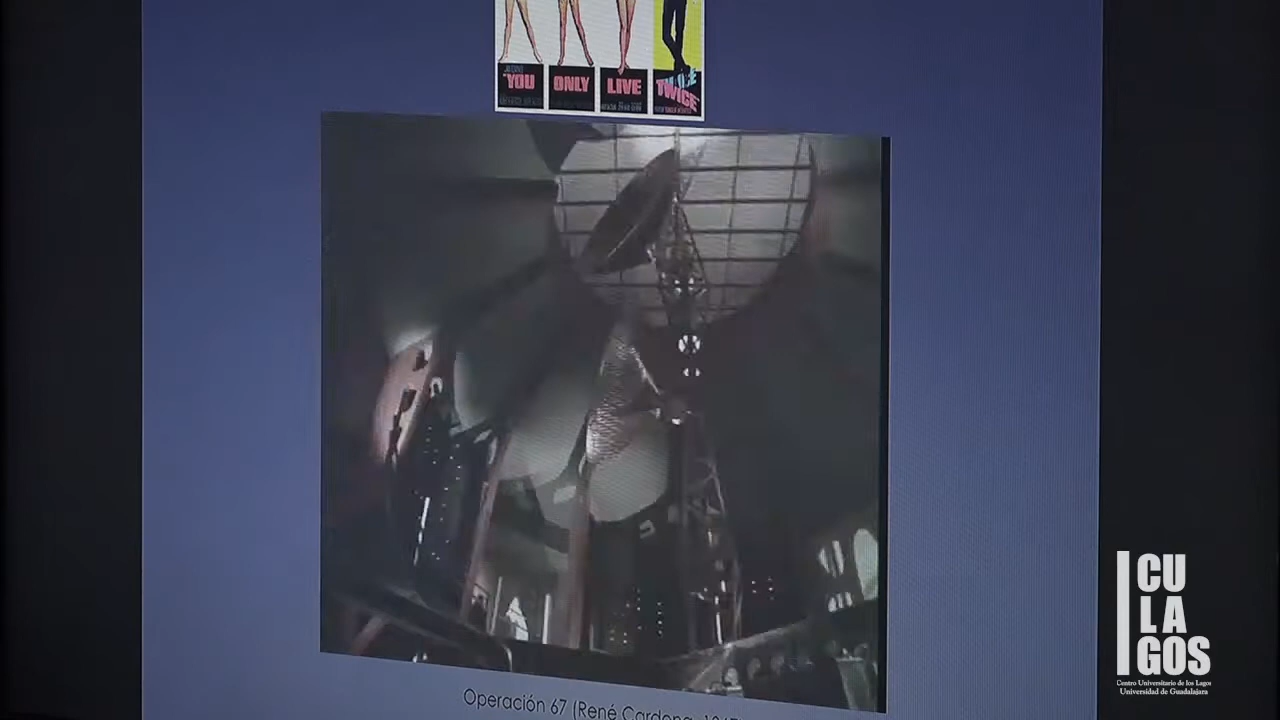 "YOU ONLY LIVE TWICE
Operación 67 (René Cardona,
CU
LA
GOS
Centro Universitario de los Lagos
Universidad de Guadalajara